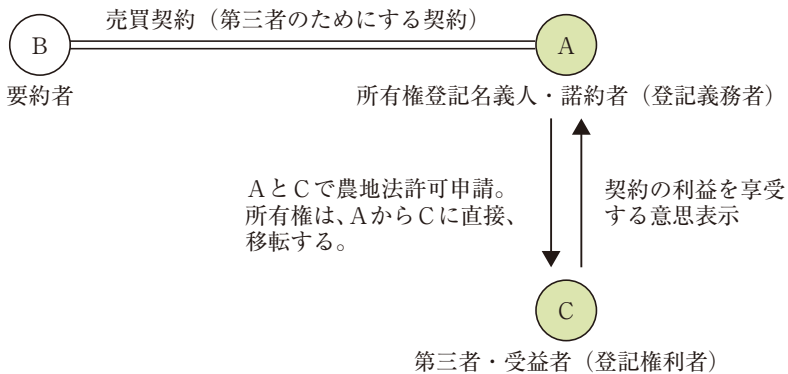 売買契約（第三者のためにする契約）
B
A
要約者
所有権登記名義人・諾約者（登記義務者）
AとCで農地法許可申請。
所有権は、AからCに直接、
移転する。
契約の利益を享受
する意思表示
C
第三者・受益者（登記権利者）